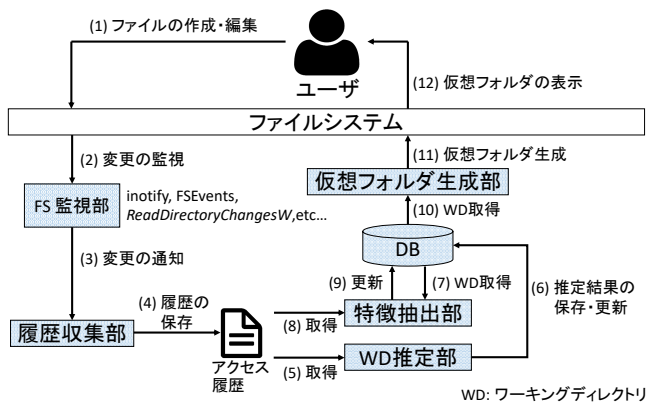 (1) ファイルの作成・編集
ユーザ
(12) 仮想フォルダの表示
ファイルシステム
(2) 変更の監視
(11) 仮想フォルダ生成
FS 監視部
inotify, FSEvents,
ReadDirectoryChangesW,etc…
仮想フォルダ生成部
(10) WD取得
DB
(3) 変更の通知
(9) 更新
(7) WD取得
(6) 推定結果の
保存・更新
(4) 履歴の
保存
履歴収集部
アクセス
履歴
(8) 取得
特徴抽出部
(5) 取得
WD推定部
WD: ワーキングディレクトリ